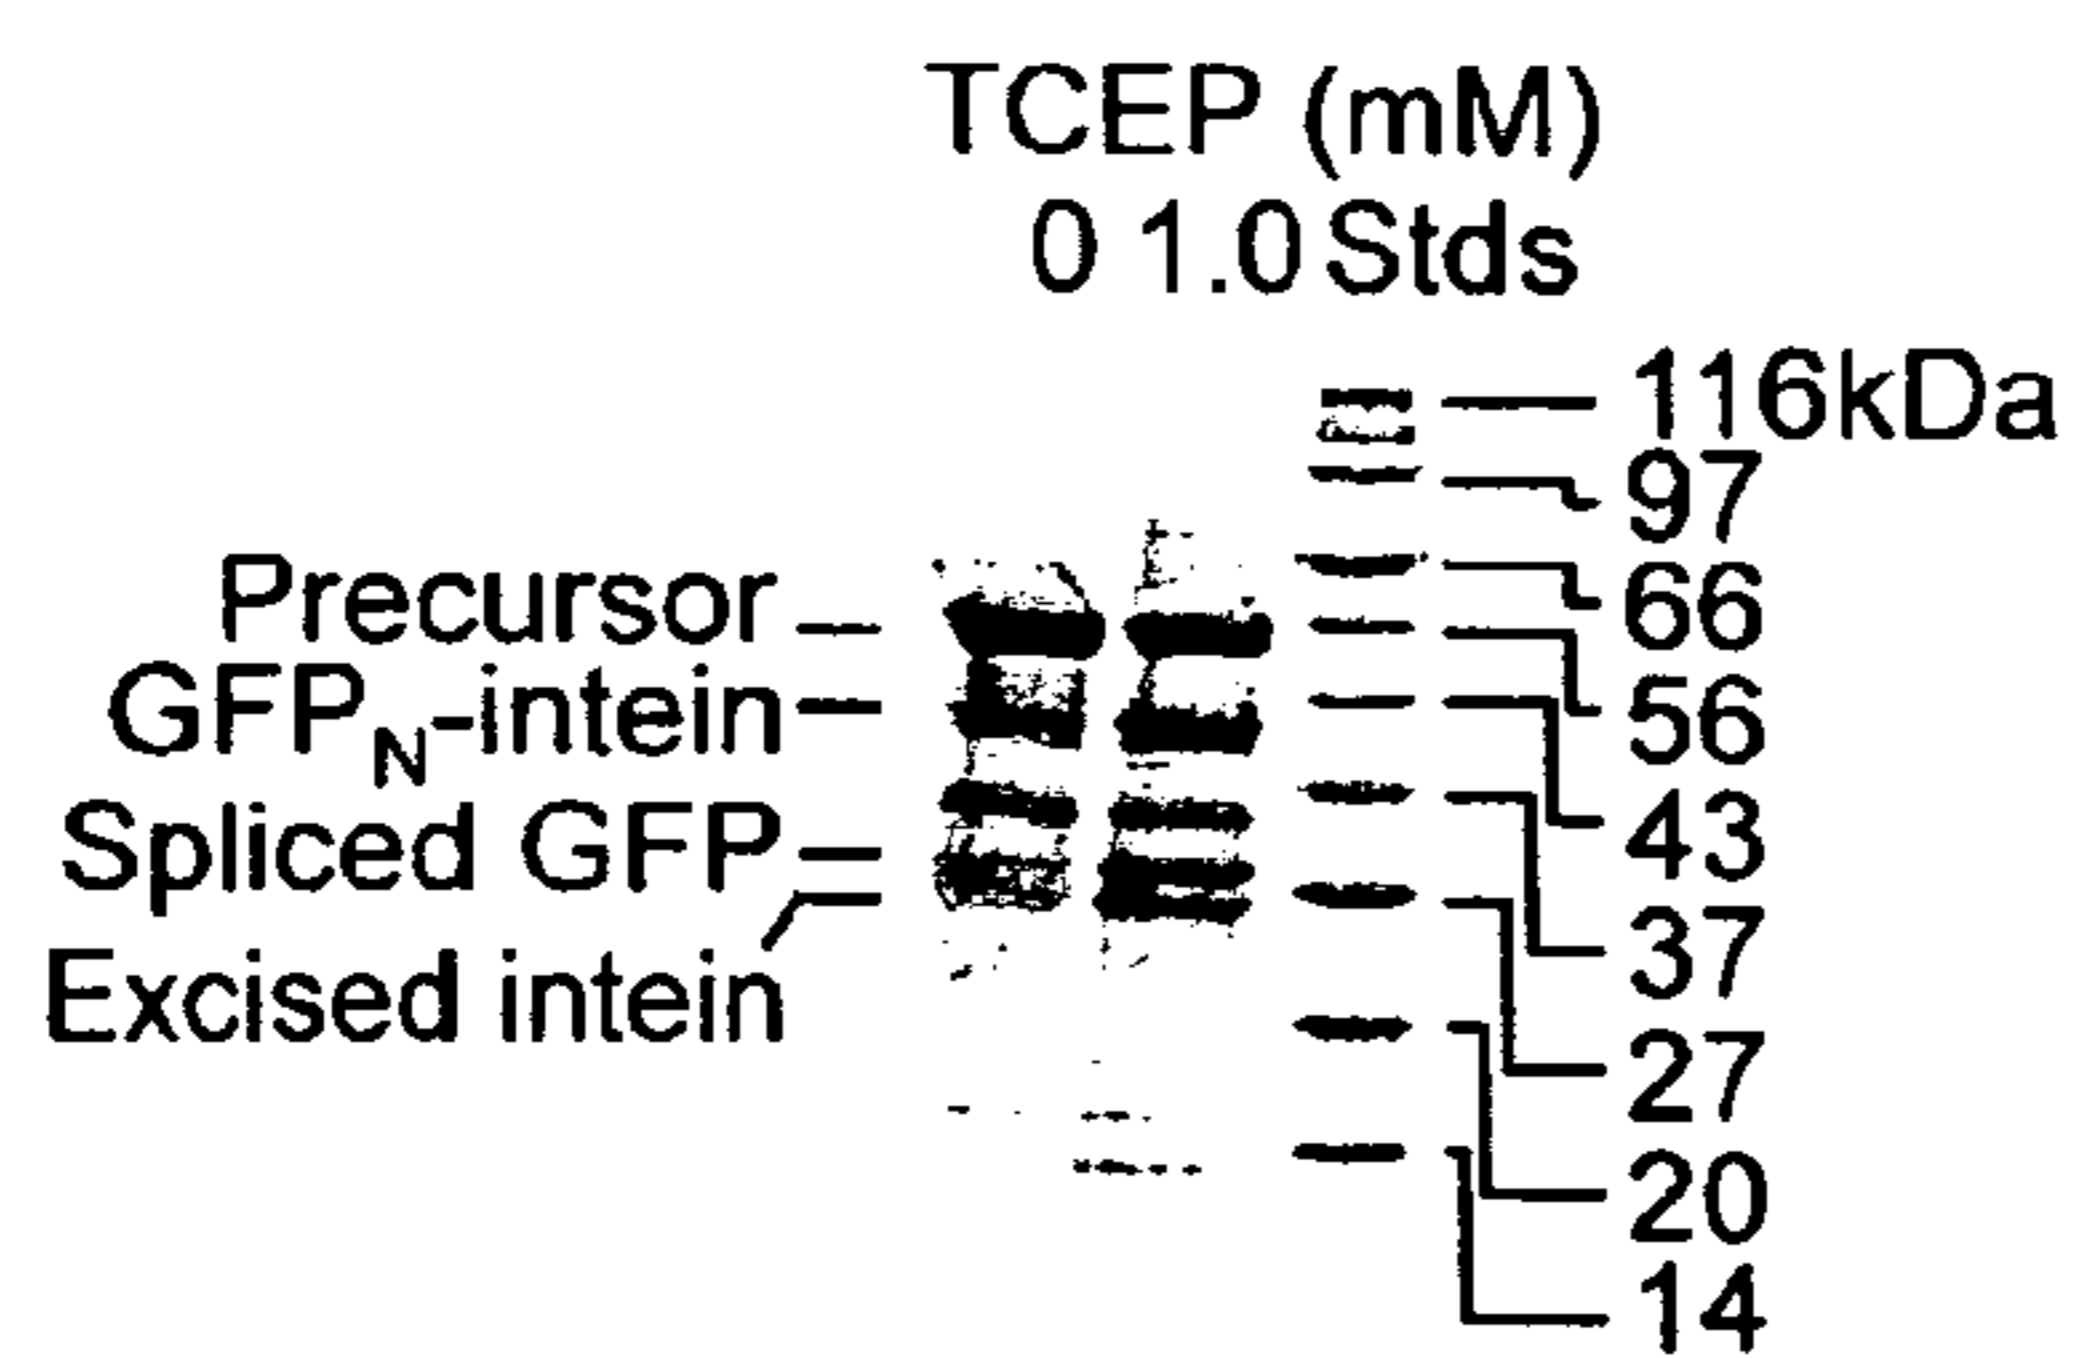 TCEP (mM)
0 1.0 Stds
116kDa
97
Precursor
66
GFPN-intein
56
Spliced GFP
43
Excised intein
37
27
20
14